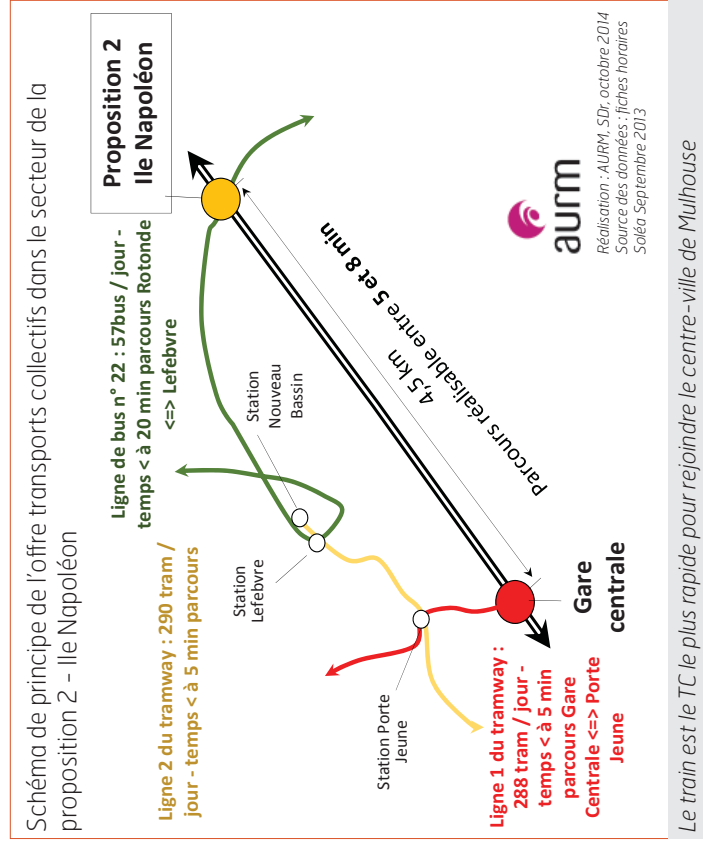 Schéma de principe de l'offre transports collectifs dans le secteur de la
proposition 2 - Ile Napoléon
Proposition 2
Ile Napoléon
Ligne de bus n° 22 : 57bus / jour -
temps < à 20 min parcours Rotonde
<=> Lefebvre
Ligne 2 du tramway : 290 tram /
jour - temps < à 5 min parcours
Station
Nouveau
Bassin
Station
Lefebvre
Parcours réalisable entre 5 et 8 min
4,5 km
Station Porte
Jeune
Gare
centrale
Ligne 1 du tramway :
288 tram / jour -
temps < à 5 min
parcours Gare
Centrale <=> Porte
Jeune
aurm
Réalisation : AURM, SDr, octobre 2014
Source des données : fiches horaires
Soléa Septembre 2013
Le train est le TC le plus rapide pour rejoindre le centre-ville de Mulhouse